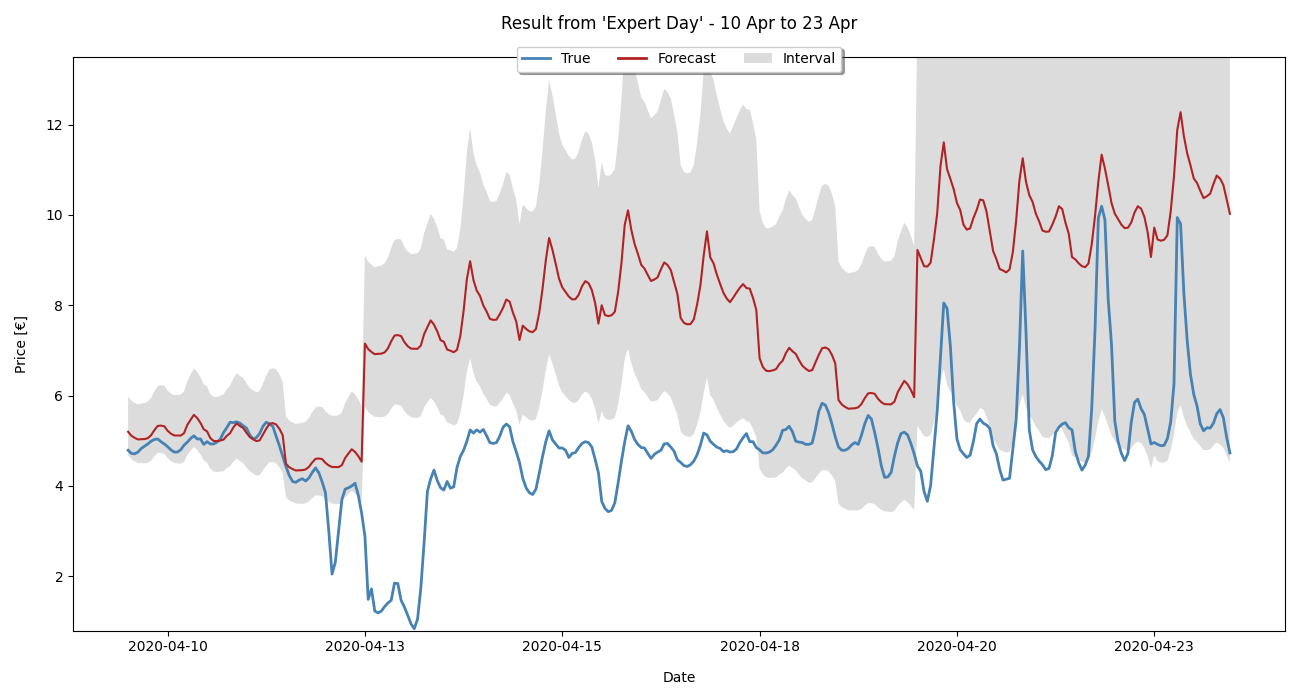 Result from 'Expert Day' - 10 Apr to 23 Apr
True Forecast Interval
12
10
8
6
4
2
Price [€]
2020-04-10 2020-04-13 2020-04-15 2020-04-18 2020-04-20 2020-04-23
Date